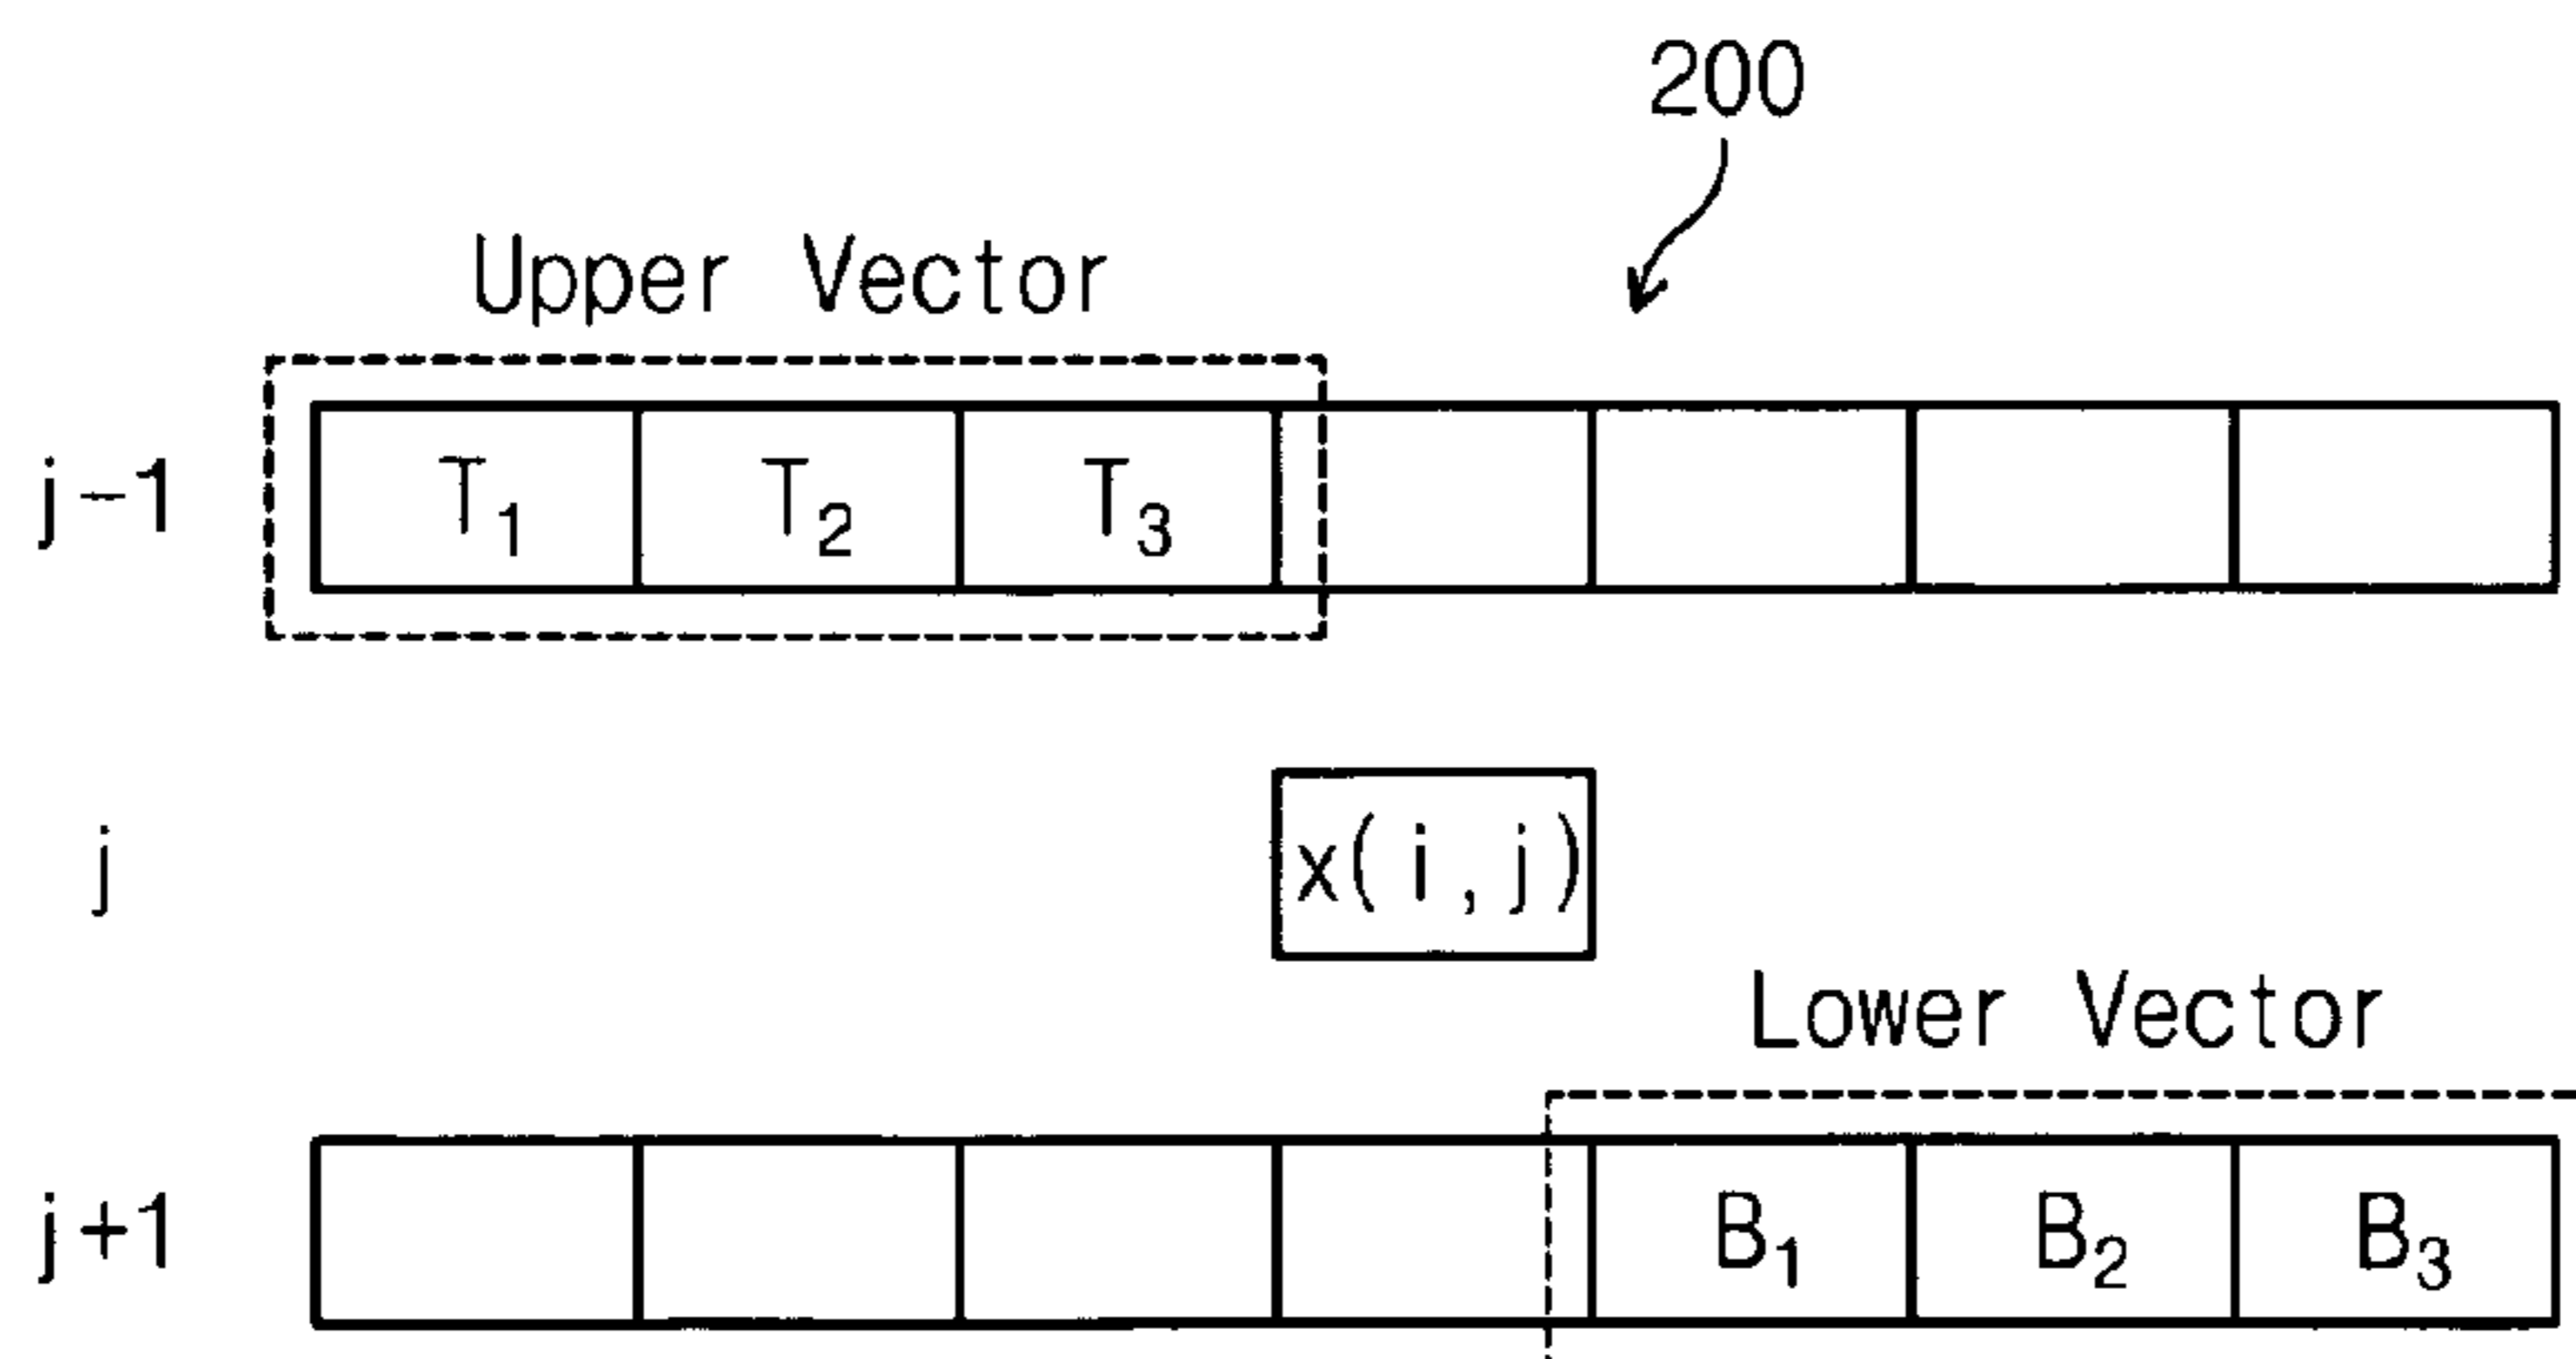 200
Upper Vector
j-1 T₁ T₂ T₃
j x(i,j)
Lower Vector
j+1 B₁ B₂ B₃